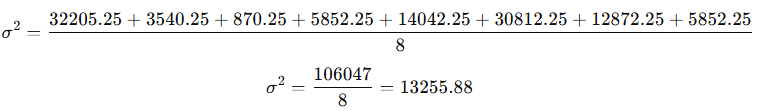 σ² = (32205.25 + 3540.25 + 870.25 + 5852.25 + 14042.25 + 30812.25 + 12872.25 + 5852.25) / 8
σ² = 106047 / 8 = 13255.88